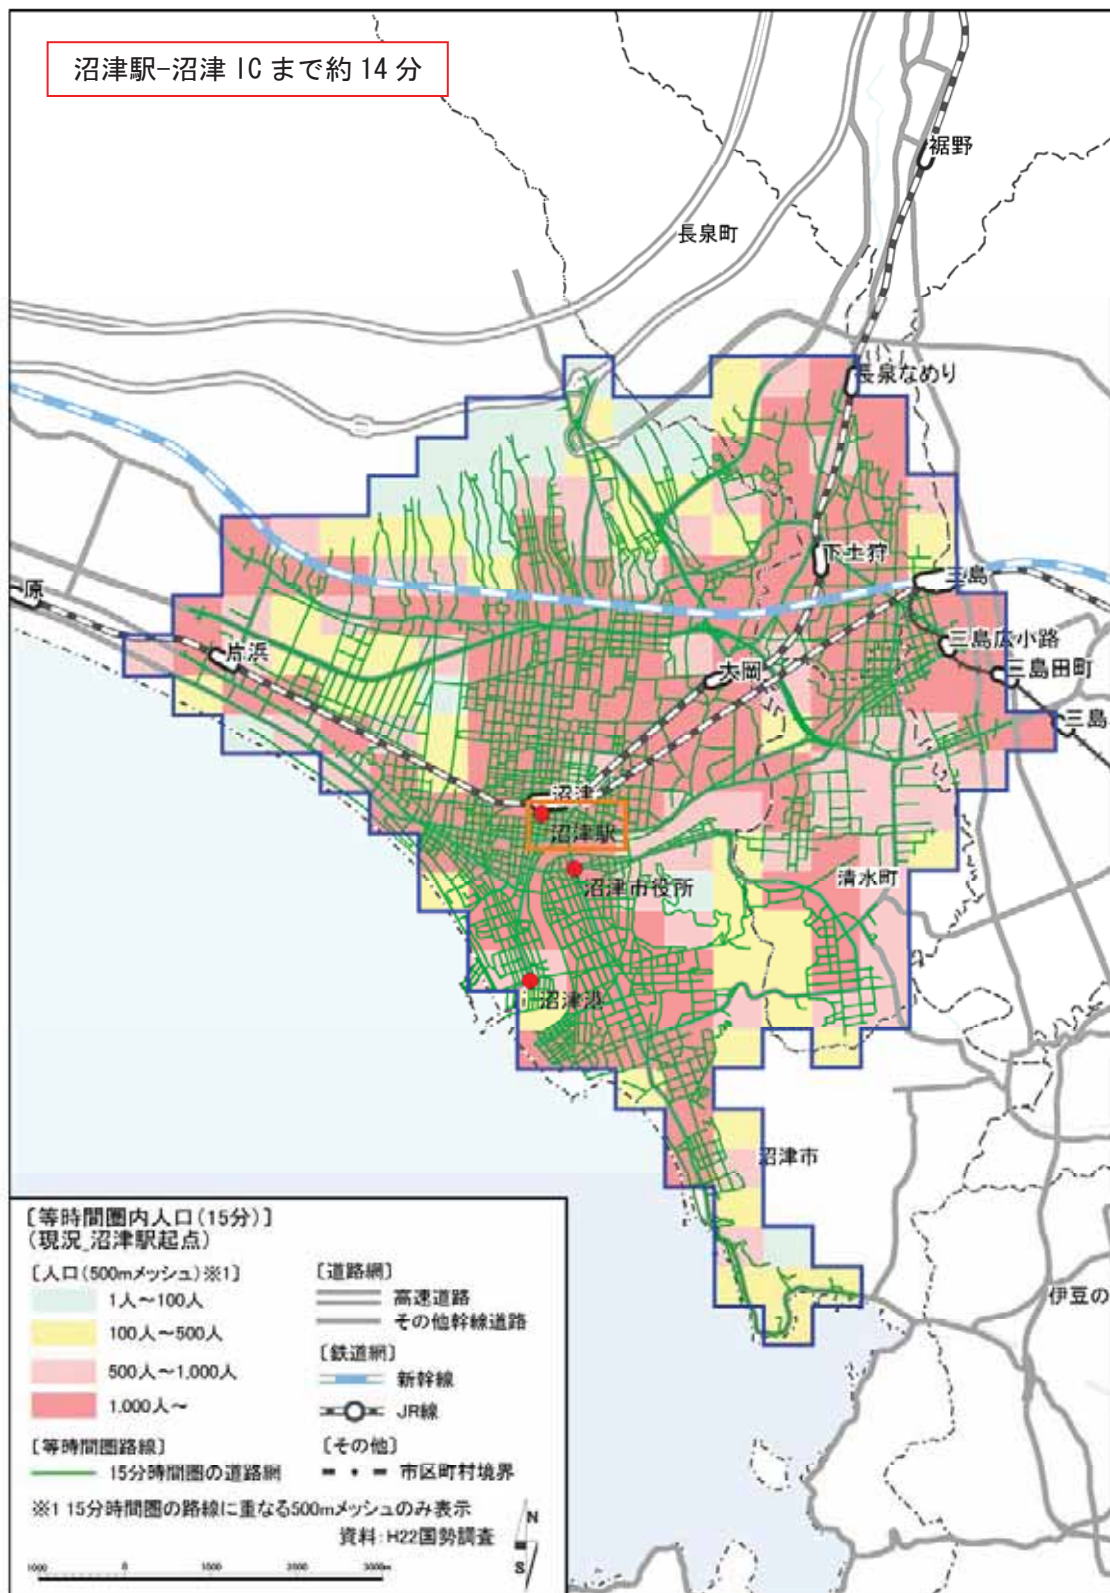 沼津駅-沼津 IC まで約 14 分
裾野
長泉町
長泉なめり
下土狩
三島
原
三島広小路
片浜
大岡
三島田町
三島
沼津
沼津駅
沼津市役所
清水町
沼津港
沼津市
伊豆の
［等時間圏内人口(15分)］
(現況_沼津駅起点)
［人口(500mメッシュ)※1］
1人～100人
100人～500人
500人～1,000人
1,000人～
［等時間圏路線］
15分時間圏の道路網
［道路網］
高速道路
その他幹線道路
［鉄道網］
新幹線
JR線
［その他］
市区町村境界
※1 15分時間圏の路線に重なる500mメッシュのみ表示
資料:H22国勢調査
N
S
1000 0 1000 2000 3000m